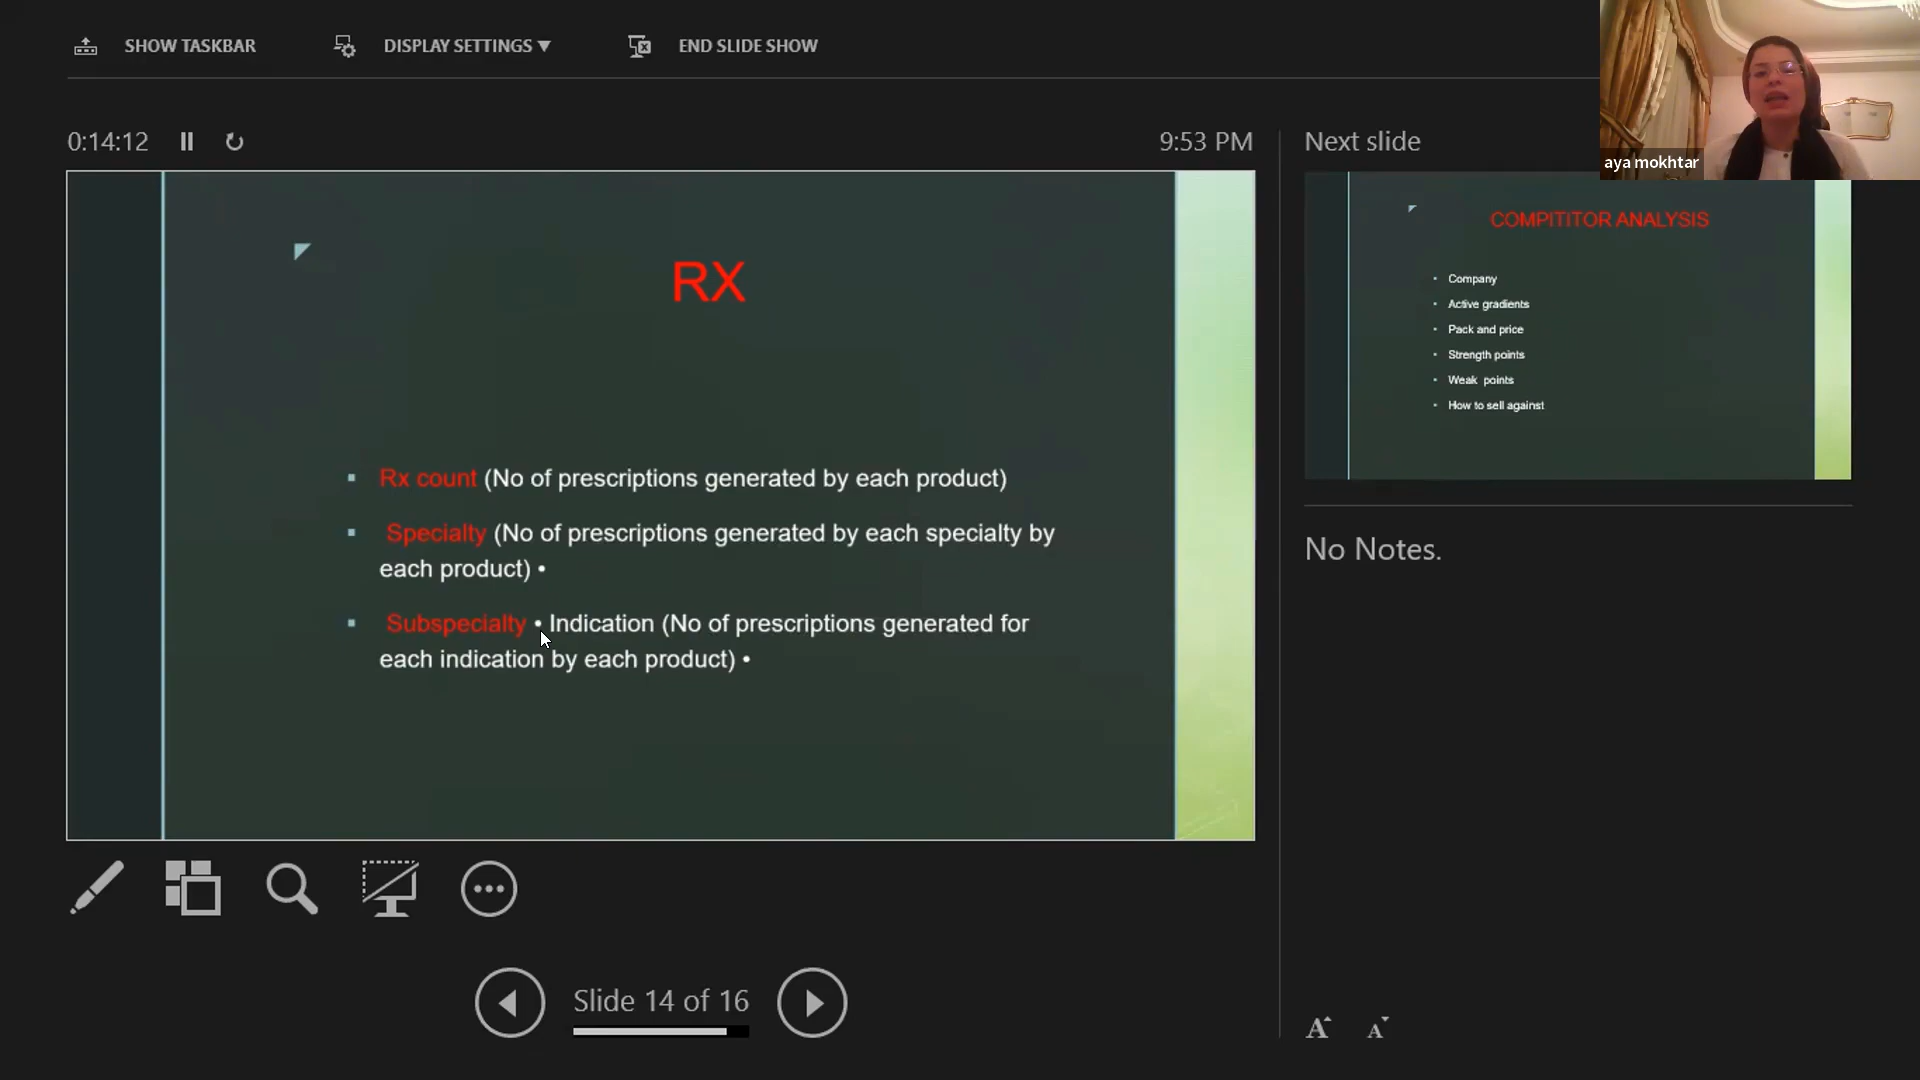 SHOW TASKBAR
DISPLAY SETTINGS ▼
END SLIDE SHOW
aya mokhtar
0:14:12
9:53 PM
Next slide
RX
▪ Rx count (No of prescriptions generated by each product)
▪ Specialty (No of prescriptions generated by each specialty by
each product) •
▪ Subspecialty • Indication (No of prescriptions generated for
each indication by each product) •
COMPITITOR ANALYSIS
• Company
• Active gradients
• Pack and price
• Strength points
• Weak points
• How to sell against
No Notes.
Slide 14 of 16
A A